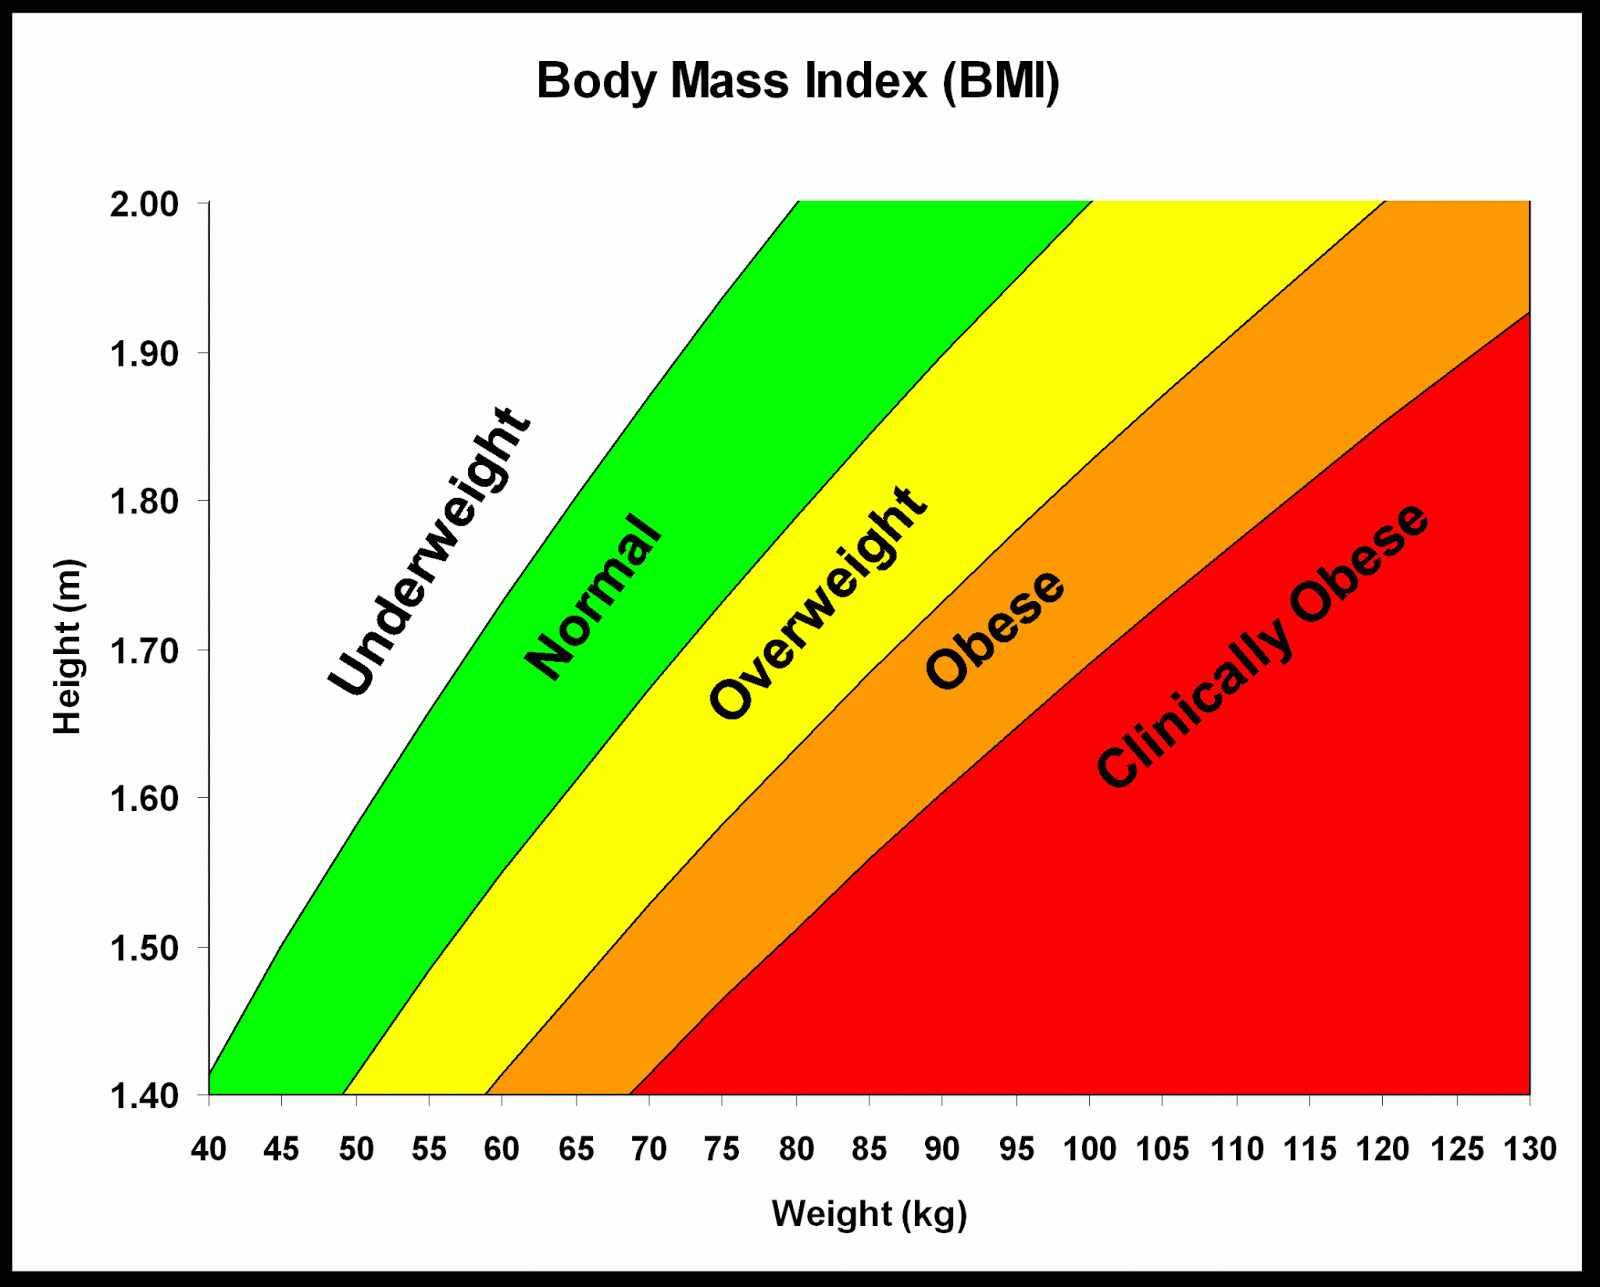 Body Mass Index (BMI)
2.00
1.90
1.80
1.70
1.60
1.50
1.40
Height (m)
Underweight
Normal
Overweight
Obese
Clinically Obese
40 45 50 55 60 65 70 75 80 85 90 95 100 105 110 115 120 125 130
Weight (kg)